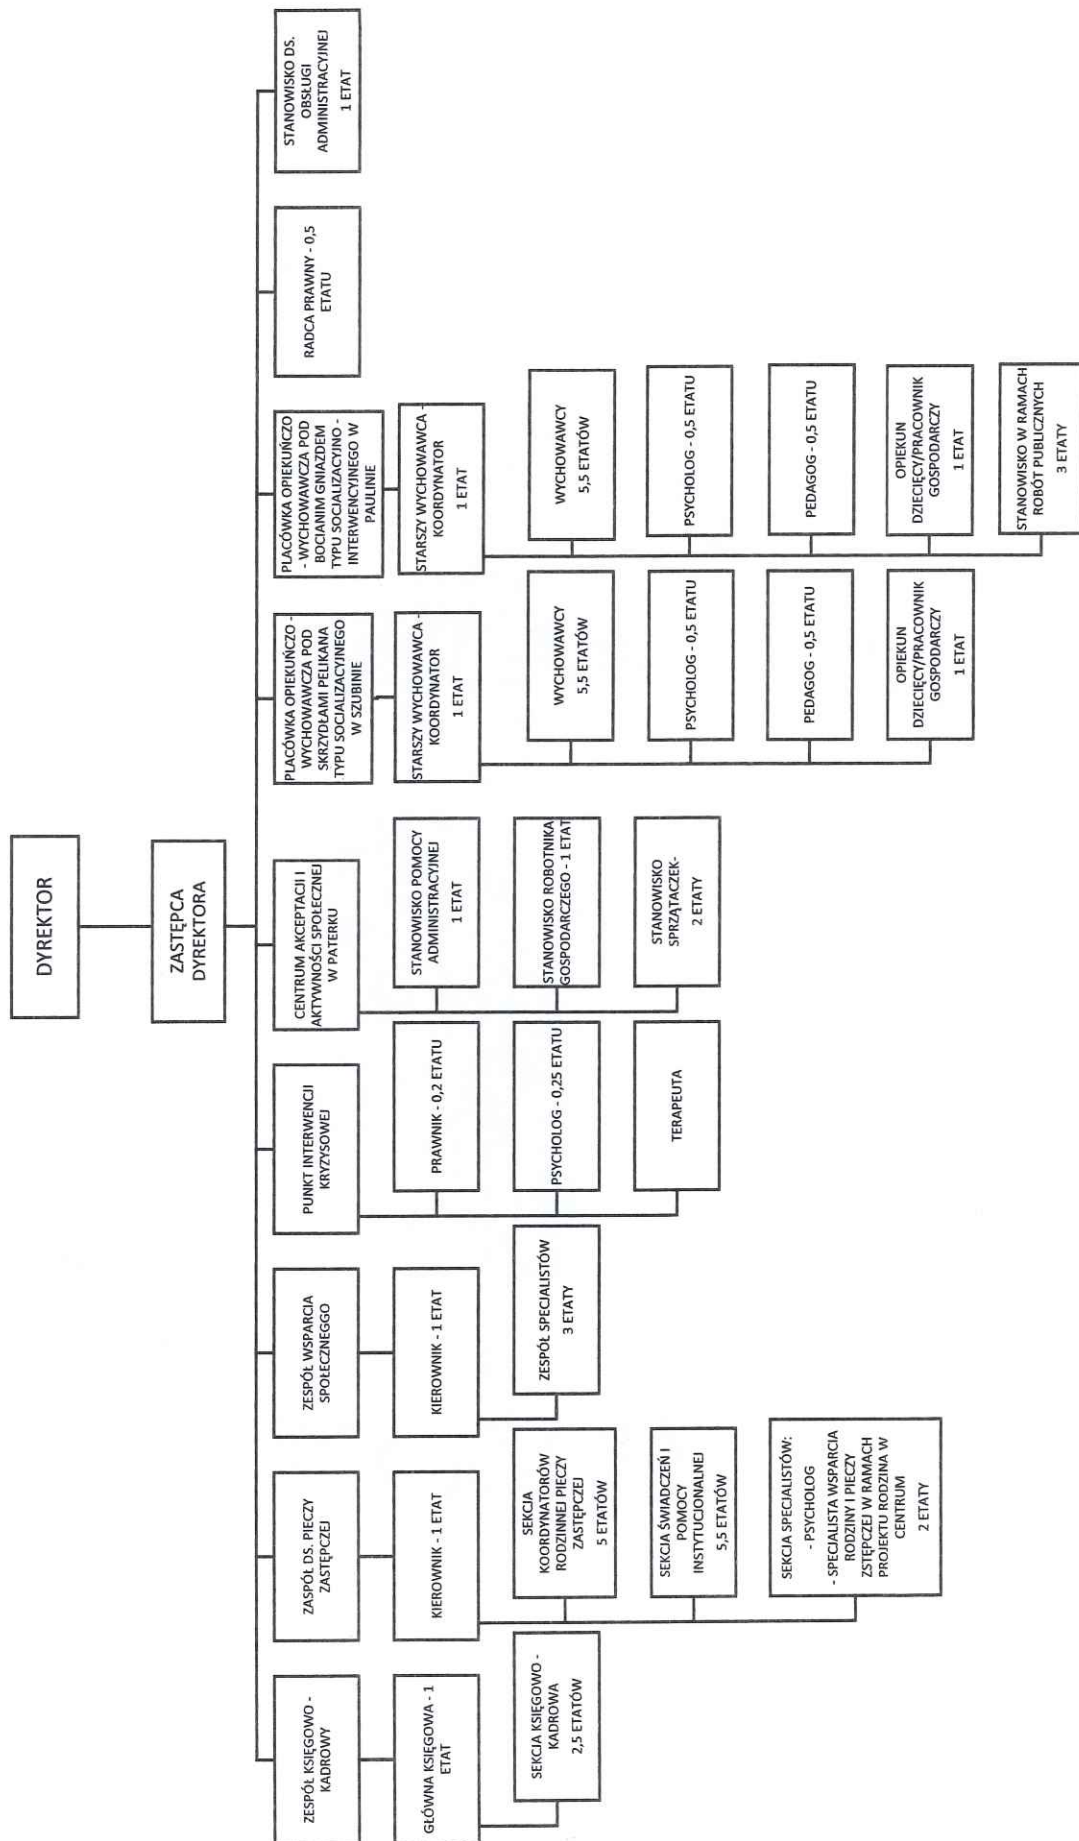 DYREKTOR
ZASTĘPCA
DYREKTORA
ZESPÓŁ KSIĘGOWO -
KADROWY
GŁÓWNA KSIĘGOWA - 1
ETAT
SEKCJA KSIĘGOWO -
KADROWA
2,5 ETATÓW
ZASPÓŁ DS. PIECZY
ZASTĘPCZEJ
KIEROWNIK - 1 ETAT
SEKCJA
KOORDYNATORÓW
RODZINNEJ PIECZY
ZASTĘPCZEJ
5 ETATÓW
SEKCJA ŚWIADCZEŃ I
POMOCY
INSTYTUCJONALNEJ
5,5 ETATÓW
SEKCJA SPECJALISTÓW:
- PSYCHOLOG
- SPECJALISTA WSPARCIA
RODZINY I PIECZY
ZSTĘPCZEJ W RAMACH
PROJEKTU RODZINA W
CENTRUM
2 ETATY
ZESPÓŁ WSPARCIA
SPOŁECZNEGGO
KIEROWNIK - 1 ETAT
ZESPÓŁ SPECJALISTÓW
3 ETATY
PUNKT INTERWENCJI
KRYZYSOWEJ
PRAWNIK - 0,2 ETATU
PSYCHOLOG - 0,25 ETATU
TERAPEUTA
CENTRUM AKCEPTACJI I
AKTYWNOŚCI SPOŁECZNEJ
W PATERKU
STANOWISKO POMOCY
ADMINISTRACYJNEJ
1 ETAT
STANOWISKO ROBOTNIKA
GOSPODARCZEGO - 1 ETAT
STANOWISKO
SPRZĄTACZEK-
2 ETATY
PLACÓWKA OPIEKUŃCZO -
WYCHOWAWCZA POD
SKRZYDŁAMI PELIKANA
TYPU SOCJALIZACYJNEGO
W SZUBINIE
STARSZY WYCHOWAWCA -
KOORDYNATOR
1 ETAT
WYCHOWAWCY
5,5 ETATÓW
PSYCHOLOG - 0,5 ETATU
PEDAGOG - 0,5 ETATU
OPIEKUN
DZIECIĘCY/PRACOWNIK
GOSPODARCZY
1 ETAT
PLACÓWKA OPIEKUŃCZO
- WYCHOWAWCZA POD
BOCIANIM GNIAZDEM
TYPU SOCJALIZACYJNO -
INTERWENCYJNEGO W
PAULINIE
STARSZY WYCHOWAWCA -
KOORDYNATOR
1 ETAT
WYCHOWAWCY
5,5 ETATÓW
PSYCHOLOG - 0,5 ETATU
PEDAGOG - 0,5 ETATU
OPIEKUN
DZIECIĘCY/PRACOWNIK
GOSPODARCZY
1 ETAT
STANOWISKO W RAMACH
ROBÓT PUBLICZNYCH
3 ETATY
RADCA PRAWNY - 0,5
ETATU
STANOWISKO DS.
OBSŁUGI
ADMINISTRACYJNEJ
1 ETAT